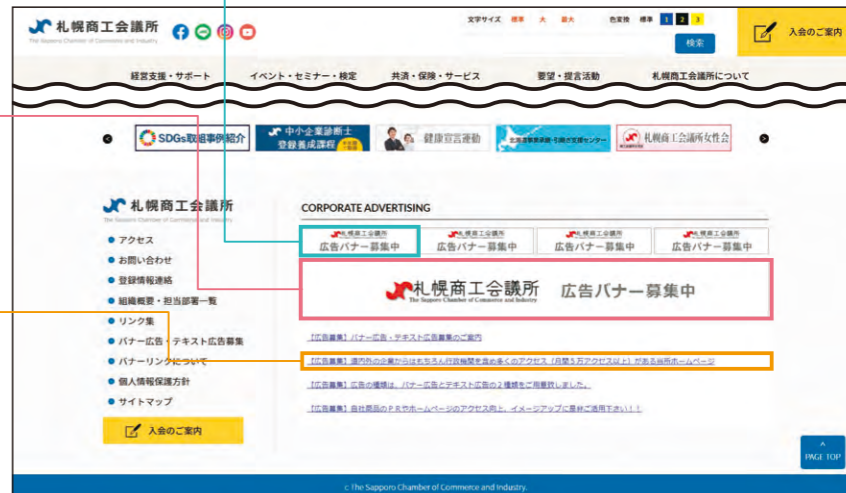 札幌商工会議所
The Sapporo Chamber of Commerce and Industry
文字サイズ 標準 大 最大 色変換 標準 1 2 3
検索
入会のご案内
経営支援・サポート イベント・セミナー・検定 共済・保険・サービス 要望・提言活動 札幌商工会議所について
SDGs取組事例紹介
中小企業診断士
登録養成課程
健康宣言運動
北海道事業承継・引継ぎ支援センター
札幌商工会議所女性会
札幌商工会議所
The Sapporo Chamber of Commerce and Industry
アクセス
お問い合わせ
登録情報連絡
組織概要・担当部署一覧
リンク集
バナー広告・テキスト広告募集
バナーリンクについて
個人情報保護方針
サイトマップ
入会のご案内
CORPORATE ADVERTISING
札幌商工会議所 札幌商工会議所 札幌商工会議所 札幌商工会議所
広告バナー募集中 広告バナー募集中 広告バナー募集中 広告バナー募集中
札幌商工会議所 広告バナー募集中
The Sapporo Chamber of Commerce and Industry
【広告募集】バナー広告・テキスト広告募集のご案内
【広告募集】道内外の企業からはもちろん行政機関を含め多くのアクセス（月間５万アクセス以上）がある当所ホームページ
【広告募集】広告の種類は、バナー広告とテキスト広告の２種類をご用意致しました。
【広告募集】自社商品のＰＲやホームページのアクセス向上、イメージアップに是非ご活用下さい！！
PAGE TOP
c The Sapporo Chamber of Commerce and Industry.